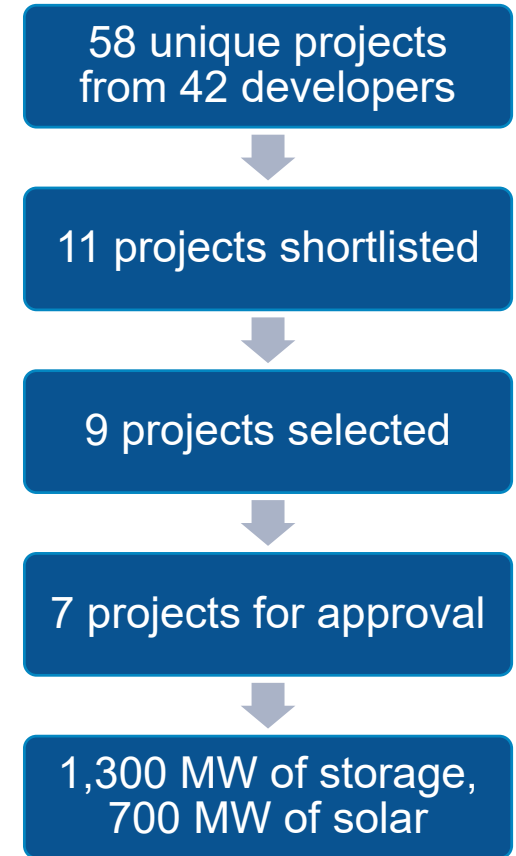 58 unique projects
from 42 developers
11 projects shortlisted
9 projects selected
7 projects for approval
1,300 MW of storage,
700 MW of solar